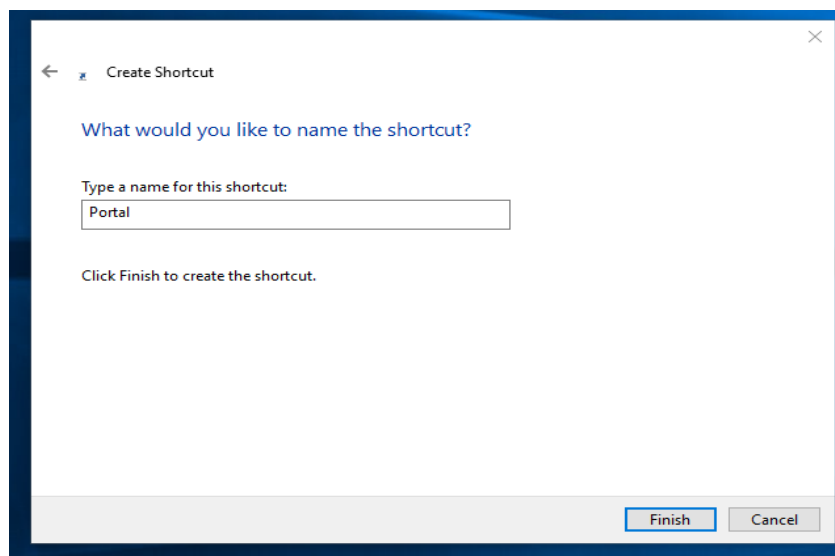 Create Shortcut
What would you like to name the shortcut?
Type a name for this shortcut:
Portal
Click Finish to create the shortcut.
Finish Cancel